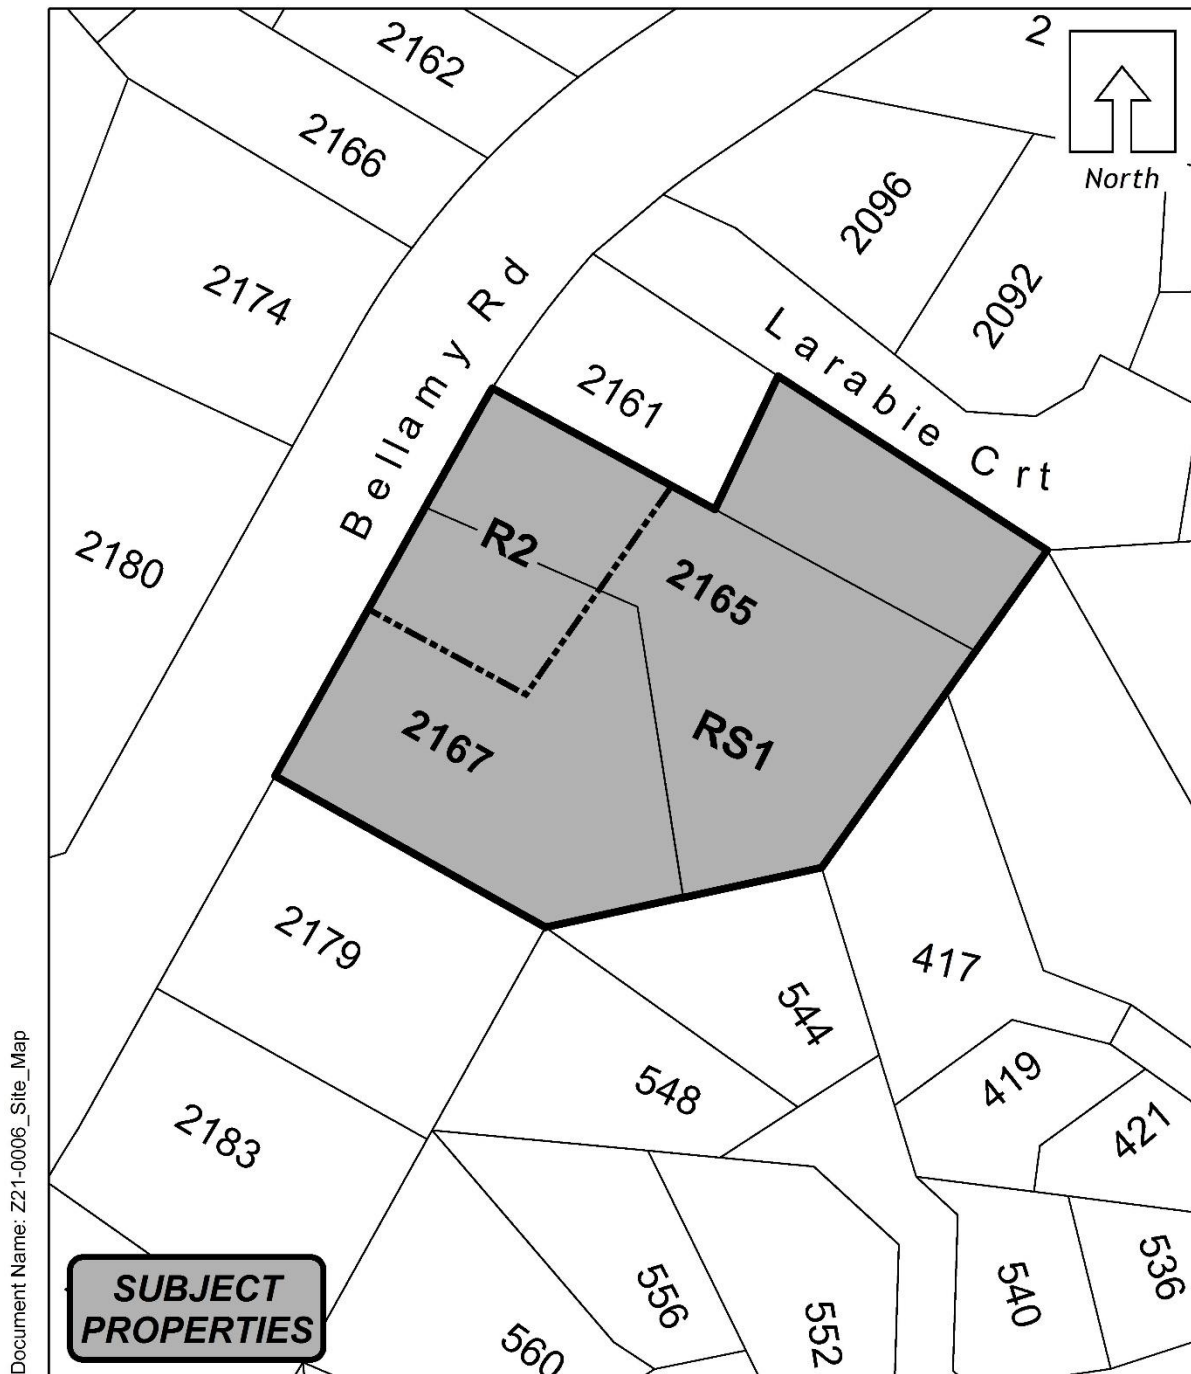 2
2162
North
2166
2096
2174
2092
Bellamy Rd
Larabie Crt
2161
2180
R2
2165
2167
RS1
2179
417
544
548
419
421
2183
536
540
556
552
560
SUBJECT
PROPERTIES
Document Name: Z21-0006_Site_Map